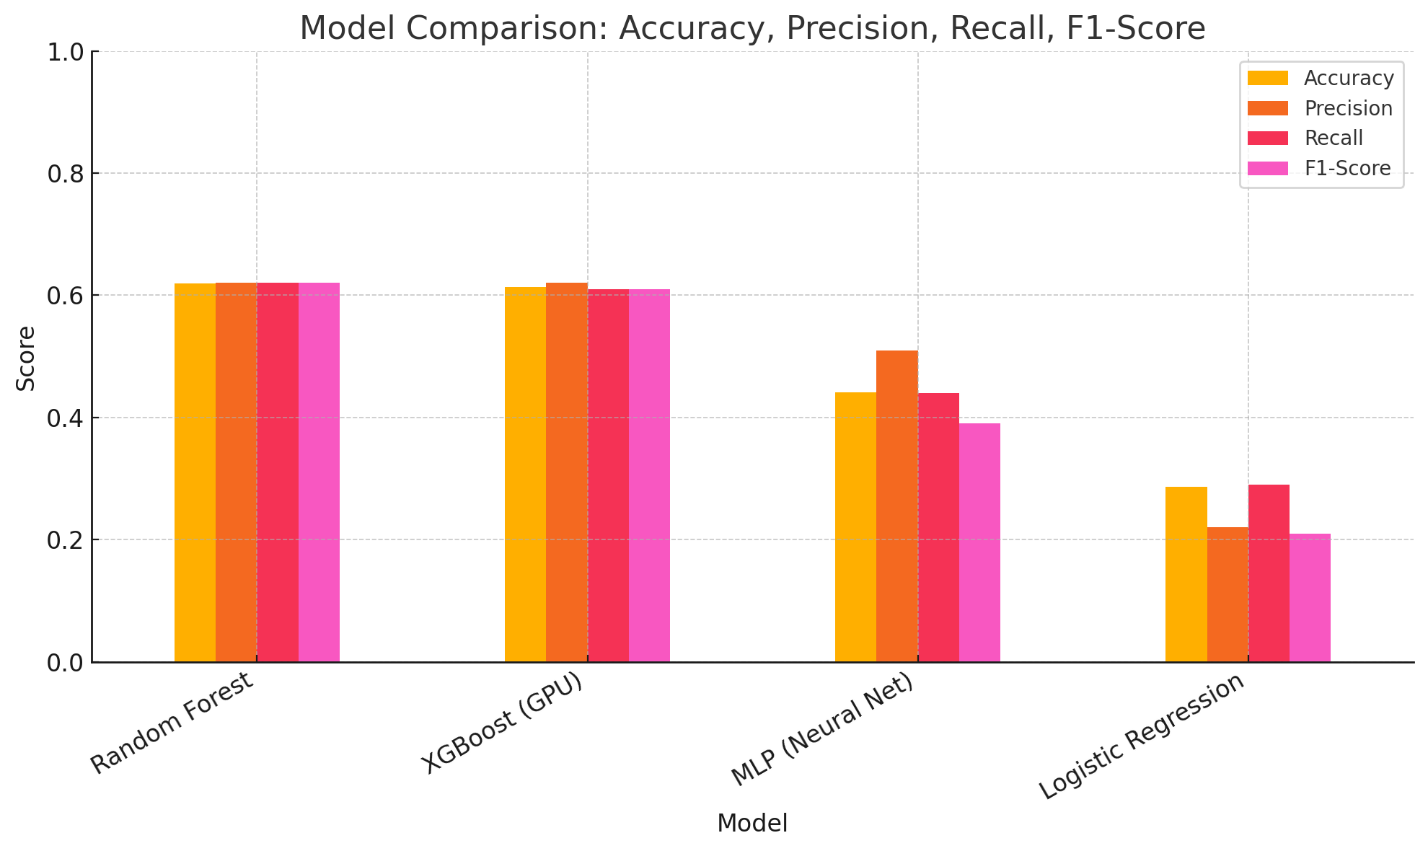 Model Comparison: Accuracy, Precision, Recall, F1-Score
1.0
0.8
0.6
0.4
0.2
0.0
Score
Accuracy
Precision
Recall
F1-Score
Random Forest
XGBoost (GPU)
MLP (Neural Net)
Logistic Regression
Model